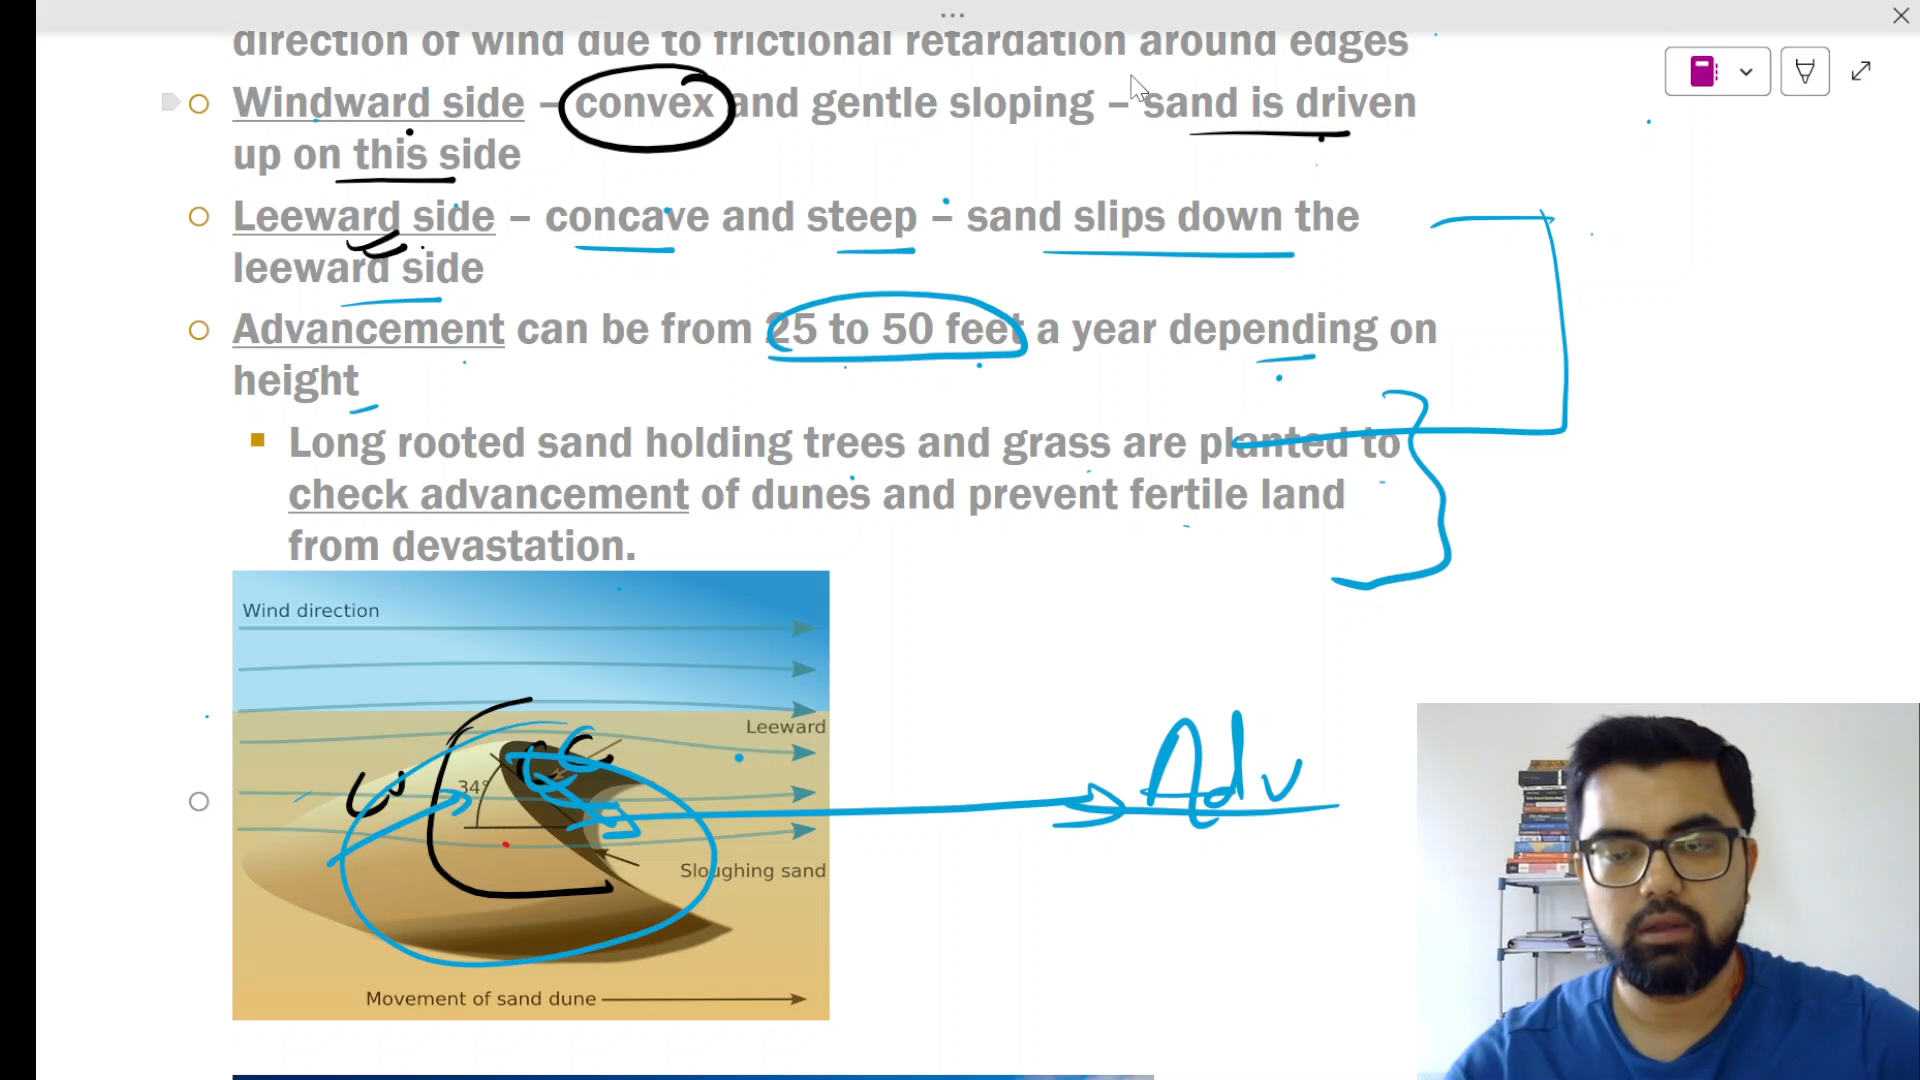 direction of wind due to frictional retardation around edges
Windward side – convex and gentle sloping – sand is driven
up on this side
Leeward side – concave and steep – sand slips down the
leeward side
Advancement can be from 25 to 50 feet a year depending on
height
Long rooted sand holding trees and grass are planted to
check advancement of dunes and prevent fertile land
from devastation.
Wind direction
Leeward
34°
W
Adv
Sloughing sand
Movement of sand dune